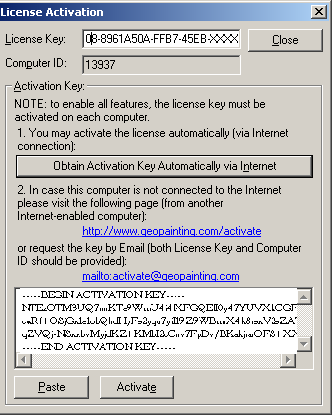 License Activation
License Key: 08-8961A50A-FFB7-45EB-XXXX
Close
Computer ID: 13937
Activation Key:
NOTE: to enable all features, the license key must be
activated on each computer.
1. You may activate the license automatically (via Internet
connection):
Obtain Activation Key Automatically via Internet
2. In case this computer is not connected to the Internet
please visit the following page (from another
Internet-enabled computer):
http://www.geopainting.com/activate
or request the key by Email (both License Key and Computer
ID should be provided):
mailto:activate@geopainting.com
-----BEGIN ACTIVATION KEY-----
-----END ACTIVATION KEY-----
Paste
Activate